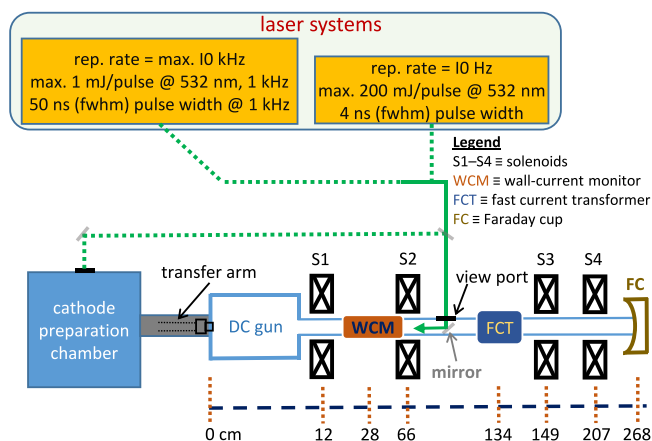 laser systems
rep. rate = max. I0 kHz
max. 1 mJ/pulse @ 532 nm, 1 kHz
50 ns (fwhm) pulse width @ 1 kHz
rep. rate = I0 Hz
max. 200 mJ/pulse @ 532 nm
4 ns (fwhm) pulse width
Legend
S1–S4 ≡ solenoids
WCM ≡ wall-current monitor
FCT ≡ fast current transformer
FC ≡ Faraday cup
S1
S2
S3
S4
view port
FC
transfer arm
cathode
preparation
chamber
DC gun
WCM
FCT
mirror
0 cm
12
28
66
134
149
207
268